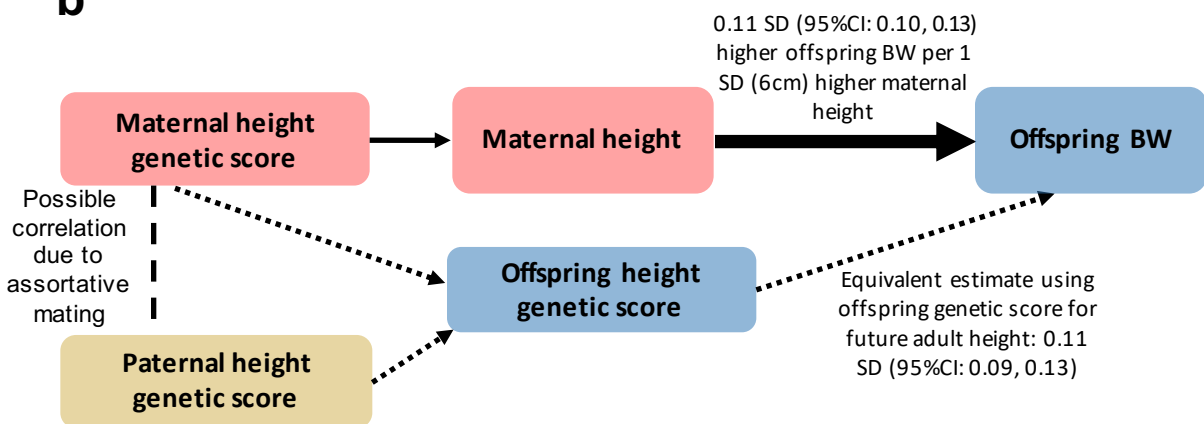 b
0.11 SD (95%CI: 0.10, 0.13)
higher offspring BW per 1
SD (6cm) higher maternal
height
Maternal height
genetic score
Maternal height
Offspring BW
Possible
correlation
due to
assortative
mating
Offspring height
genetic score
Equivalent estimate using
offspring genetic score for
future adult height: 0.11
SD (95%CI: 0.09, 0.13)
Paternal height
genetic score